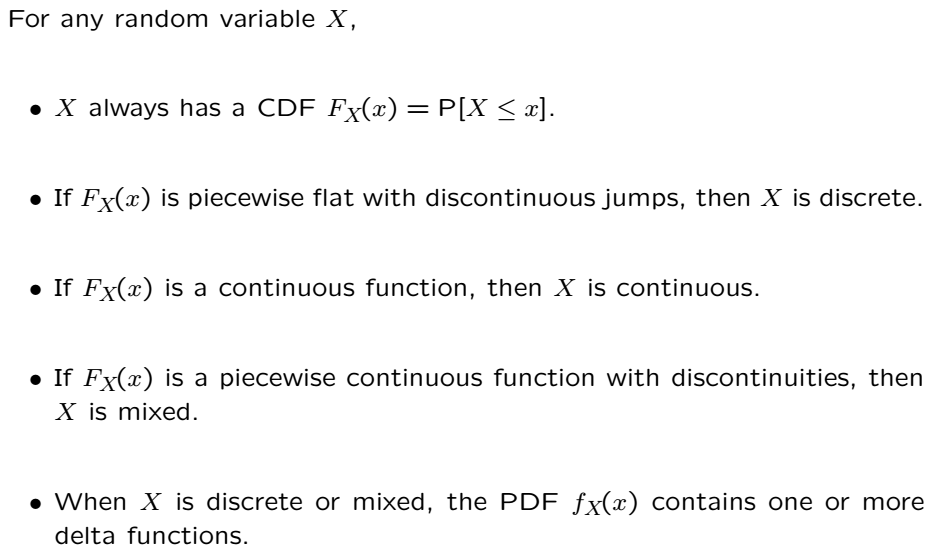 For any random variable X,
• X always has a CDF F_X(x) = P[X ≤ x].
• If F_X(x) is piecewise flat with discontinuous jumps, then X is discrete.
• If F_X(x) is a continuous function, then X is continuous.
• If F_X(x) is a piecewise continuous function with discontinuities, then
X is mixed.
• When X is discrete or mixed, the PDF f_X(x) contains one or more
delta functions.